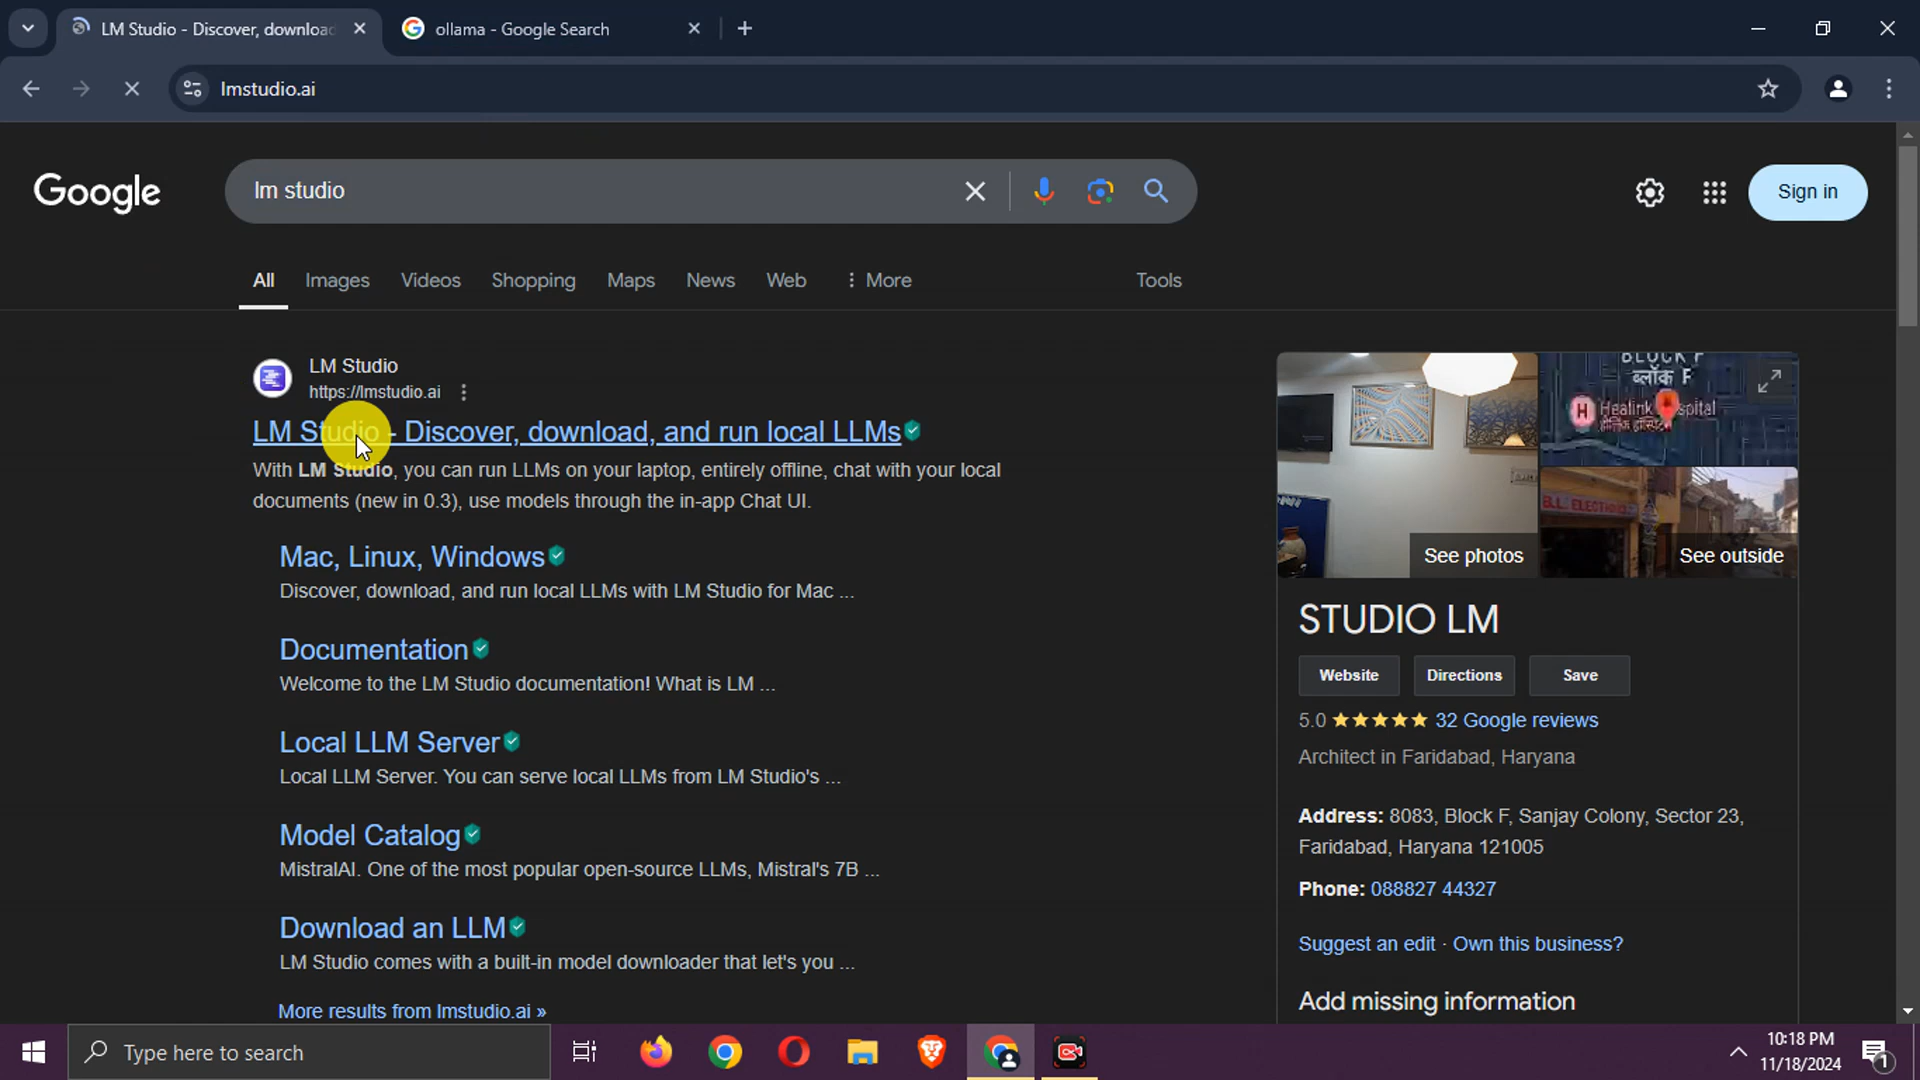 LM Studio - Discover, download
ollama - Google Search
lmstudio.ai
Google
lm studio
Sign in
All
Images
Videos
Shopping
Maps
News
Web
More
Tools
LM Studio
https://lmstudio.ai
LM Studio - Discover, download, and run local LLMs
With LM Studio, you can run LLMs on your laptop, entirely offline, chat with your local
documents (new in 0.3), use models through the in-app Chat UI.
Mac, Linux, Windows
Discover, download, and run local LLMs with LM Studio for Mac ...
Documentation
Welcome to the LM Studio documentation! What is LM ...
Local LLM Server
Local LLM Server. You can serve local LLMs from LM Studio's ...
Model Catalog
MistralAI. One of the most popular open-source LLMs, Mistral's 7B ...
Download an LLM
LM Studio comes with a built-in model downloader that let's you ...
More results from lmstudio.ai »
BLOCK F
ब्लॉक F
H
See photos
See outside
STUDIO LM
Website
Directions
Save
5.0 ★★★★★ 32 Google reviews
Architect in Faridabad, Haryana
Address: 8083, Block F, Sanjay Colony, Sector 23,
Faridabad, Haryana 121005
Phone: 088827 44327
Suggest an edit · Own this business?
Add missing information
Type here to search
10:18 PM
11/18/2024
1